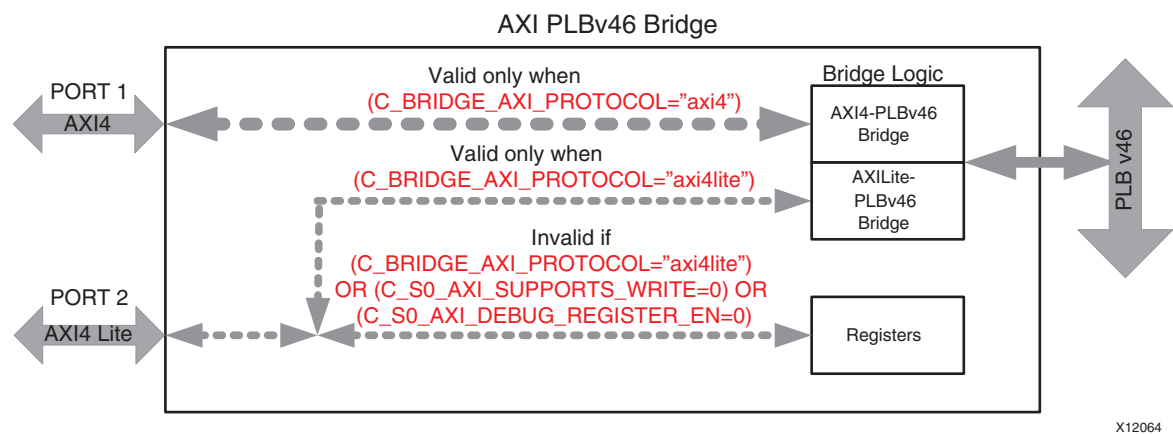 AXI PLBv46 Bridge
PORT 1
AXI4
Valid only when
(C_BRIDGE_AXI_PROTOCOL=”axi4”)
Bridge Logic
AXI4-PLBv46
Bridge
Valid only when
(C_BRIDGE_AXI_PROTOCOL=”axi4lite”)
AXILite-
PLBv46
Bridge
PLB v46
Invalid if
(C_BRIDGE_AXI_PROTOCOL=”axi4lite”)
OR (C_S0_AXI_SUPPORTS_WRITE=0) OR
(C_S0_AXI_DEBUG_REGISTER_EN=0)
PORT 2
AXI4 Lite
Registers
X12064